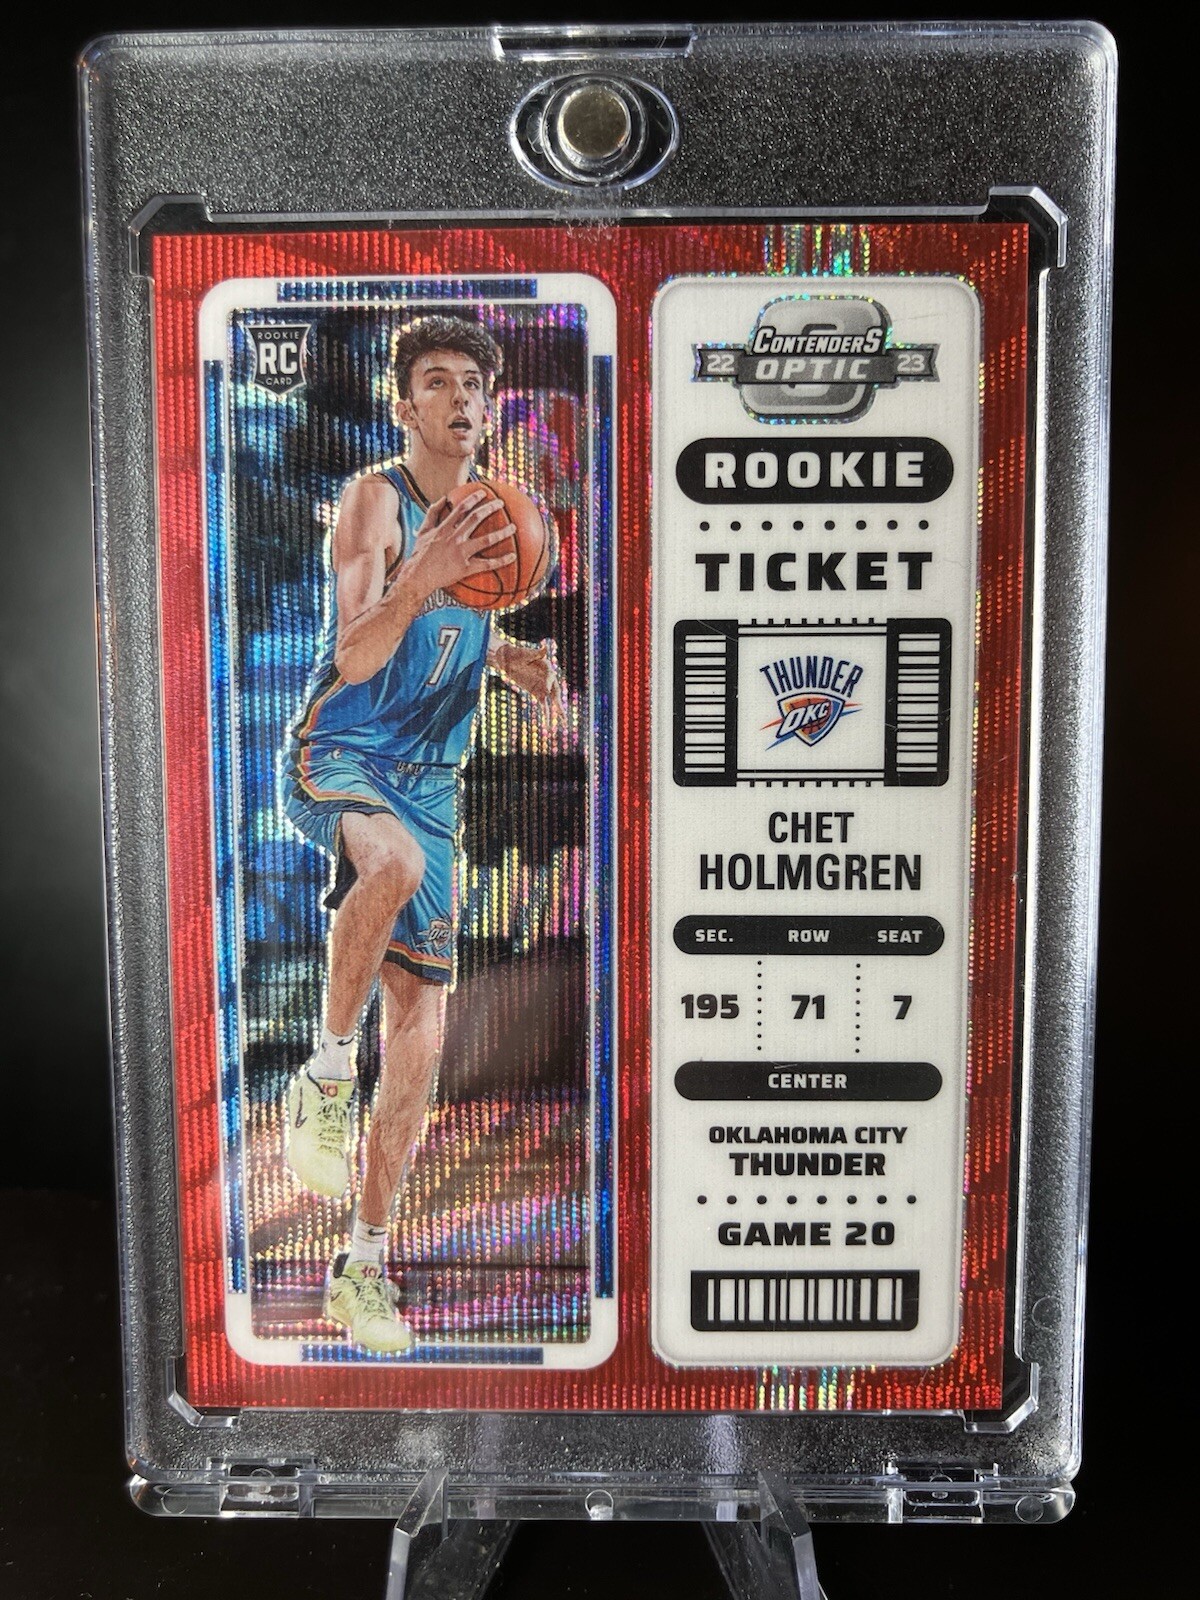 ROOKIE
RC
CARD
7
CONTENDERS
22 OPTIC 23
ROOKIE
TICKET
THUNDER
OKC
CHET
HOLMGREN
SEC. ROW SEAT
195 71 7
CENTER
OKLAHOMA CITY
THUNDER
GAME 20